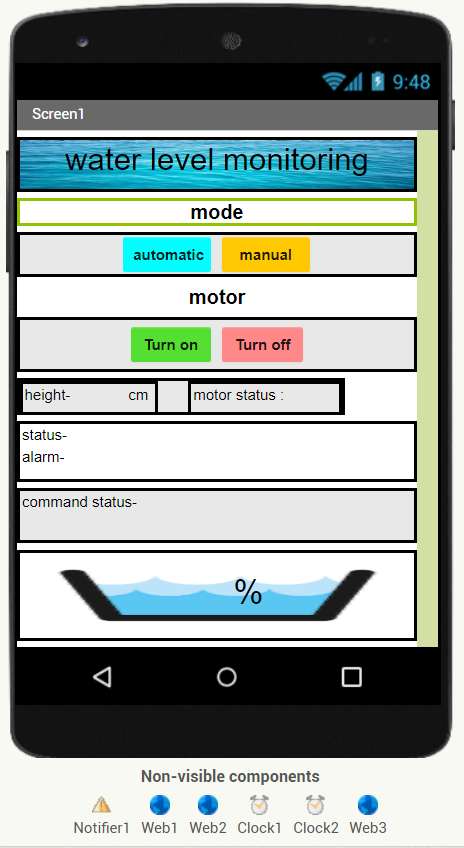 9:48
Screen1
water level monitoring
mode
automatic manual
motor
Turn on Turn off
height- cm motor status :
status-
alarm-
command status-
%
Non-visible components
Notifier1 Web1 Web2 Clock1 Clock2 Web3